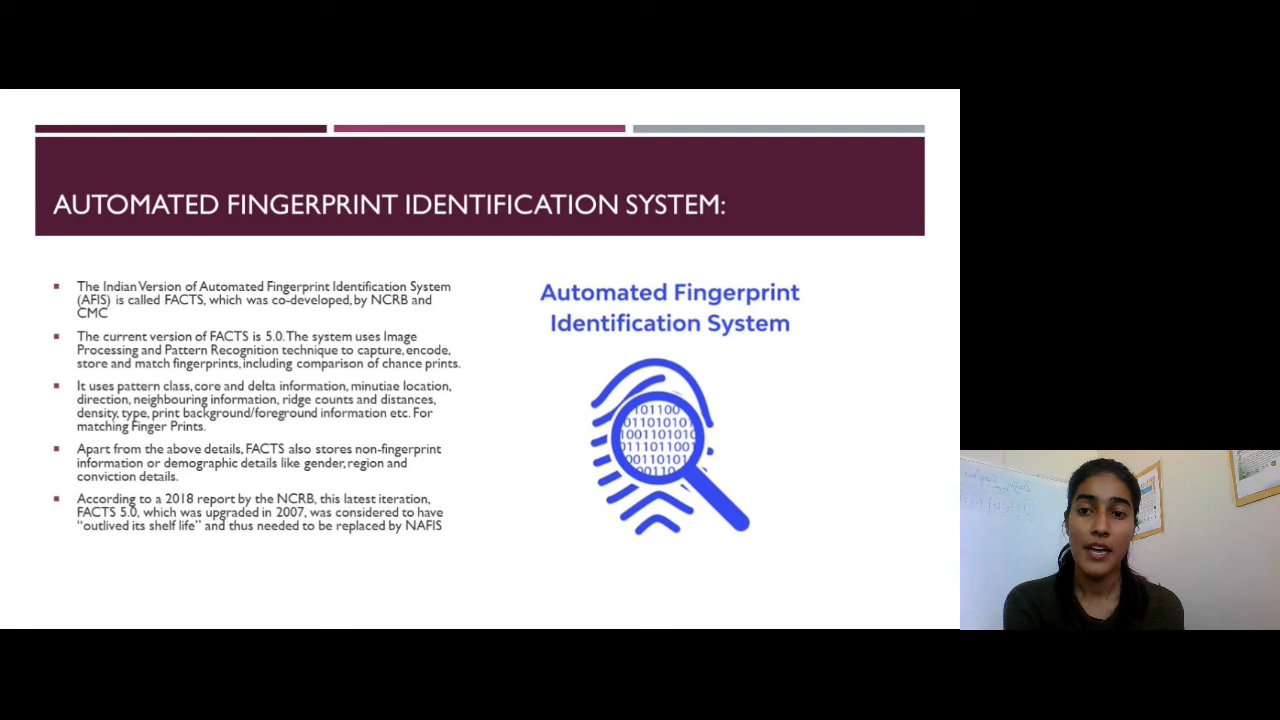 AUTOMATED FINGERPRINT IDENTIFICATION SYSTEM:
The Indian Version of Automated Fingerprint Identification System
(AFIS) is called FACTS, which was co-developed, by NCRB and
CMC
The current version of FACTS is 5.0. The system uses Image
Processing and Pattern Recognition technique to capture, encode,
store and match fingerprints, including comparison of chance prints.
It uses pattern class, core and delta information, minutiae location,
direction, neighbouring information, ridge counts and distances,
density, type, print background/foreground information etc. For
matching Finger Prints.
Apart from the above details, FACTS also stores non-fingerprint
information or demographic details like gender, region and
conviction details.
According to a 2018 report by the NCRB, this latest iteration,
FACTS 5.0, which was upgraded in 2007, was considered to have
“outlived its shelf life” and thus needed to be replaced by NAFIS
Automated Fingerprint
Identification System
101100
01101010
1001101010
01110110
00110101
00110